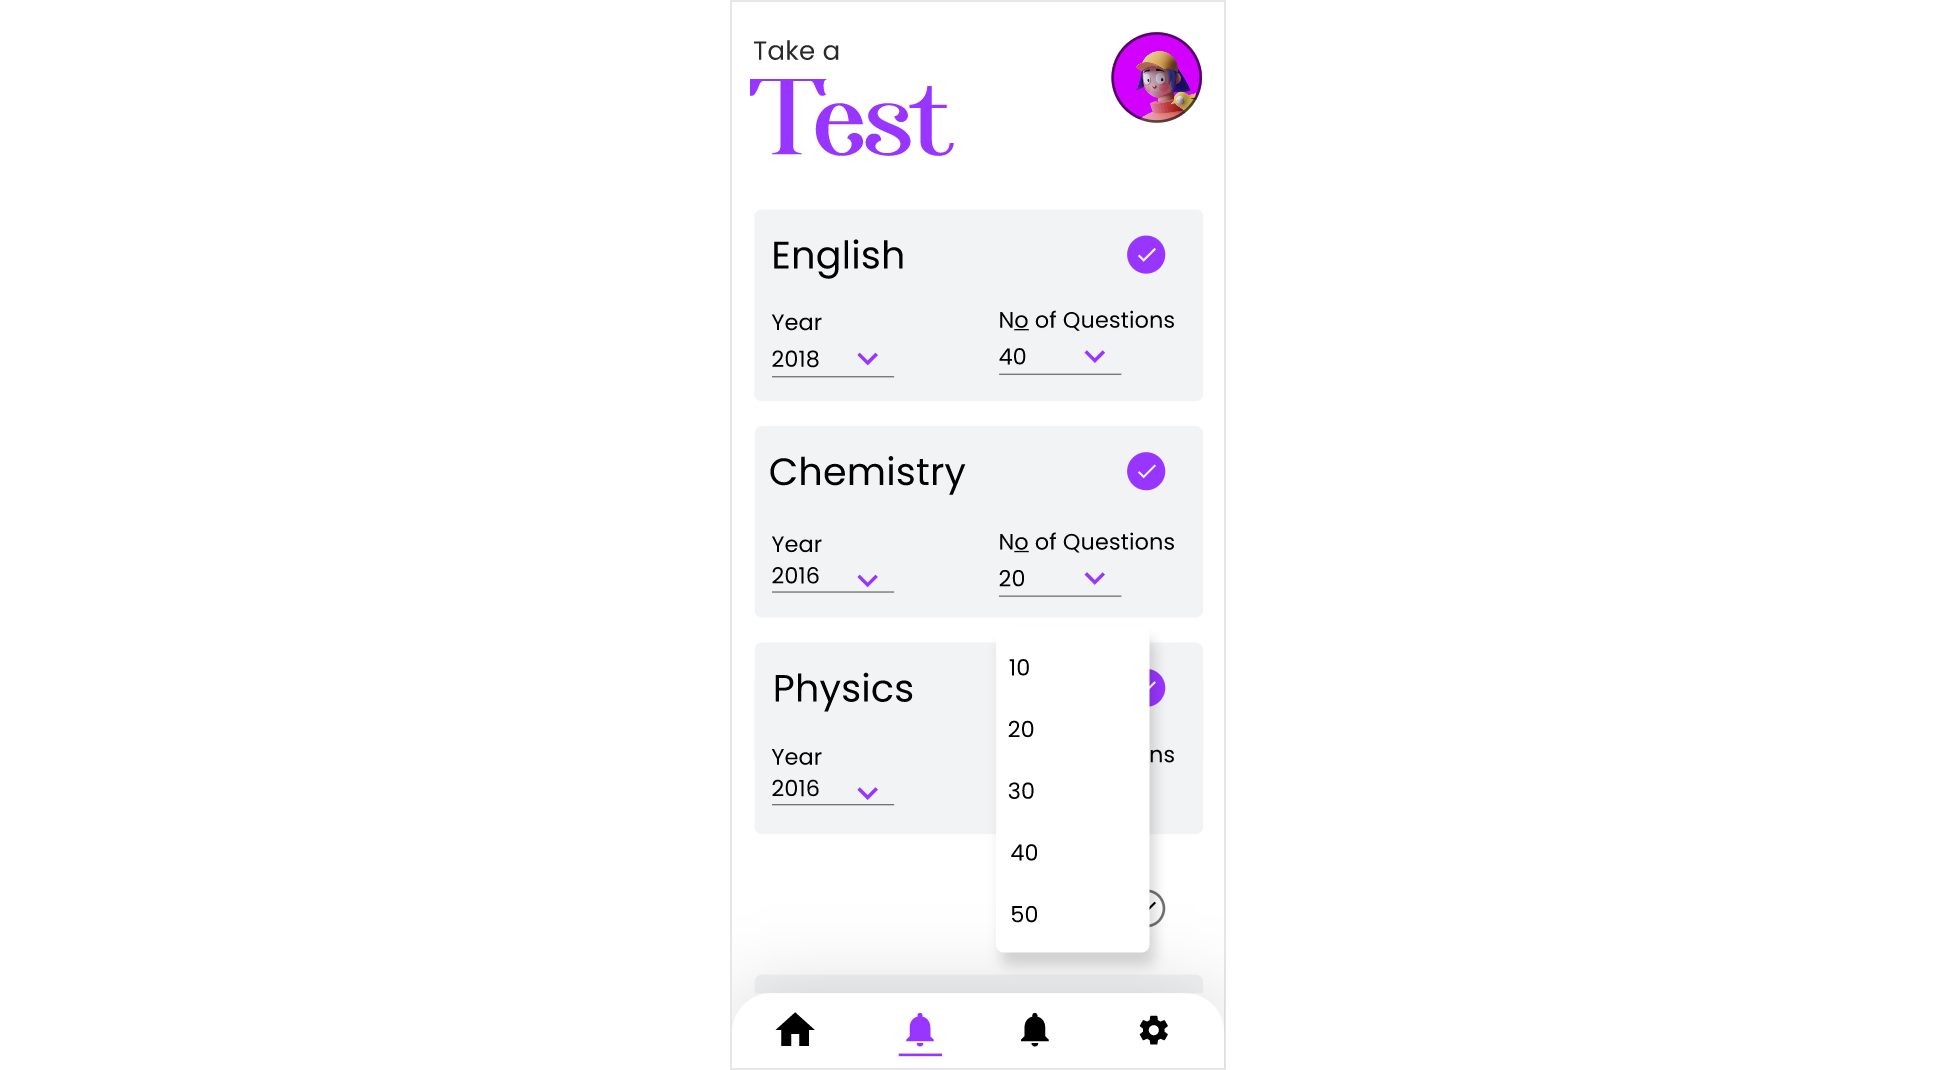 Take a
Test
English
Year
No of Questions
2018
40
Chemistry
Year
No of Questions
2016
20
Physics
10
20
Year
ns
2016
30
40
50